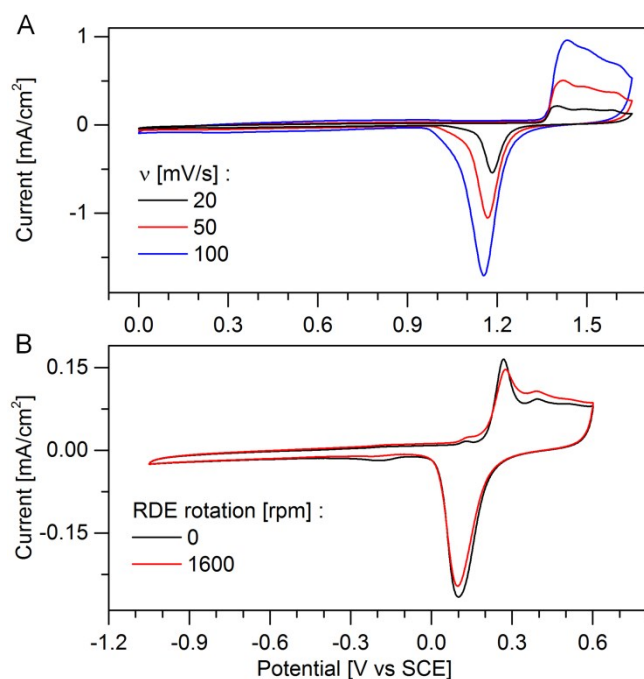 A
1
0
-1
Current [mA/cm²]
ν [mV/s] :
20
50
100
0.0 0.3 0.6 0.9 1.2 1.5
B
0.15
0.00
-0.15
Current [mA/cm²]
RDE rotation [rpm] :
0
1600
-1.2 -0.9 -0.6 -0.3 0.0 0.3 0.6
Potential [V vs SCE]